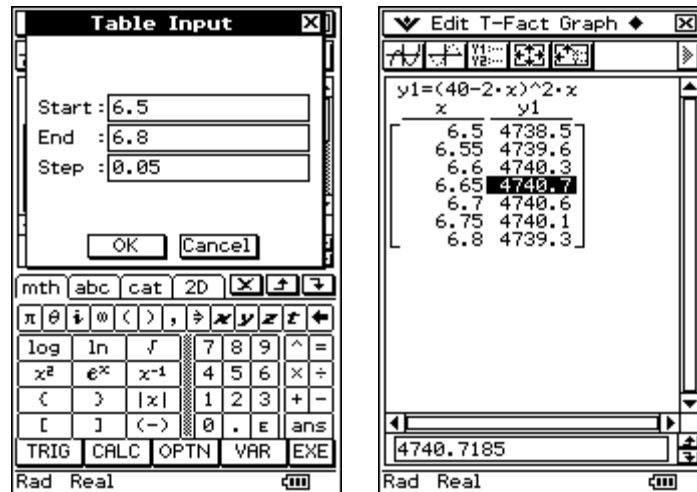 Table Input
Start: 6.5
End : 6.8
Step : 0.05
OK Cancel
mth abc cat 2D
π θ i ∞ ( ) , ⇒ x y z t ←
log ln √ 7 8 9 ^ =
x² eˣ x⁻¹ 4 5 6 × ÷
( ) |x| 1 2 3 + −
[ ] (−) 0 . E ans
TRIG CALC OPTN VAR EXE
Rad Real
Edit T-Fact Graph ◆
Y1:
Y2:
y1=(40-2·x)^2·x
x y1
6.5 4738.5
6.55 4739.6
6.6 4740.3
6.65 4740.7
6.7 4740.6
6.75 4740.1
6.8 4739.3
4740.7185
Rad Real